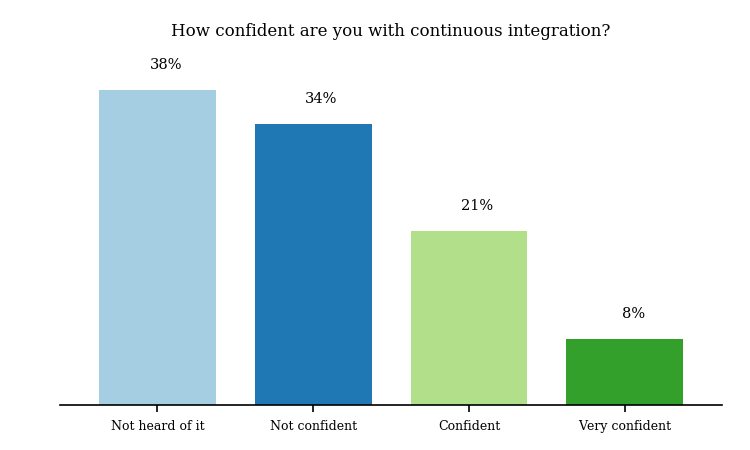 How confident are you with continuous integration?
38%
34%
21%
8%
Not heard of it
Not confident
Confident
Very confident